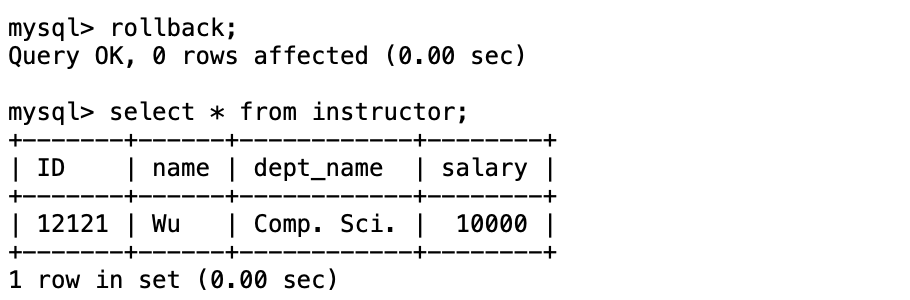 mysql> rollback;
Query OK, 0 rows affected (0.00 sec)
mysql> select * from instructor;
+-------+------+------------+--------+
| ID    | name | dept_name  | salary |
+-------+------+------------+--------+
| 12121 | Wu   | Comp. Sci. |  10000 |
+-------+------+------------+--------+
1 row in set (0.00 sec)